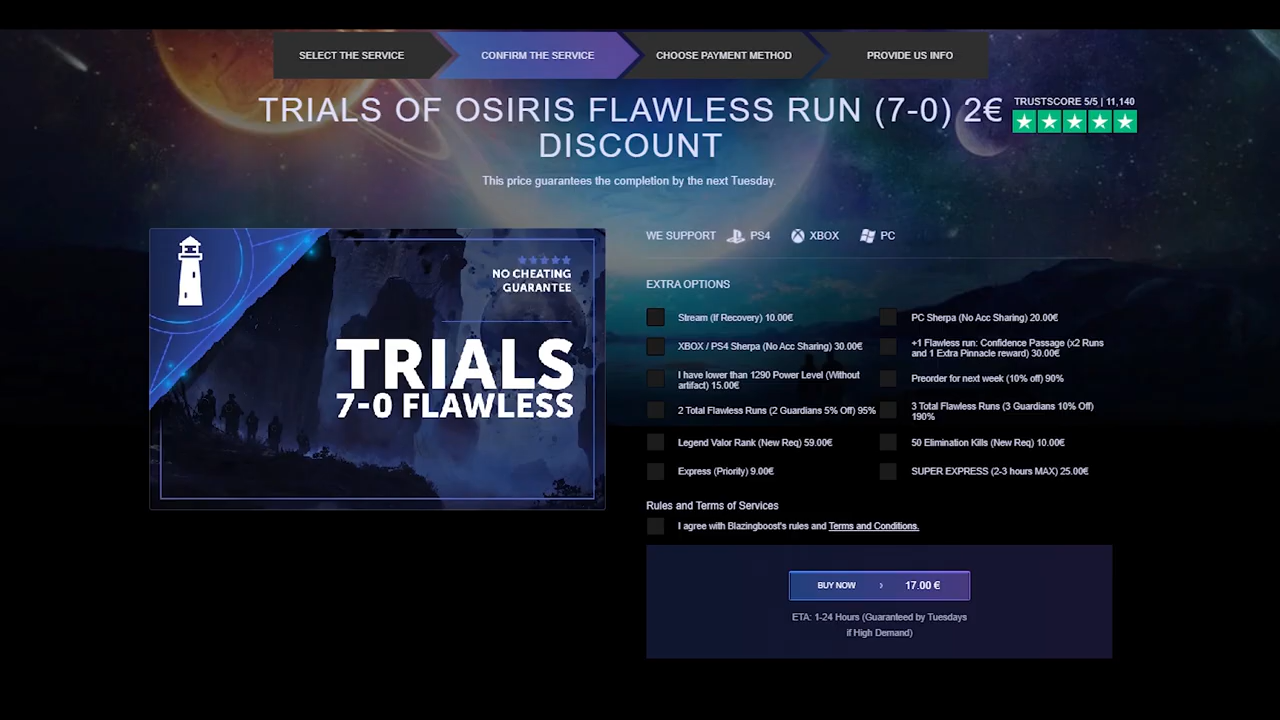 SELECT THE SERVICE
CONFIRM THE SERVICE
CHOOSE PAYMENT METHOD
PROVIDE US INFO
TRIALS OF OSIRIS FLAWLESS RUN (7-0) 2€
DISCOUNT
TRUSTSCORE 5/5 | 11,140
This price guarantees the completion by the next Tuesday.
NO CHEATING
GUARANTEE
TRIALS
7-0 FLAWLESS
WE SUPPORT
PS4
XBOX
PC
EXTRA OPTIONS
Stream (If Recovery) 10.00€
PC Sherpa (No Acc Sharing) 20.00€
XBOX / PS4 Sherpa (No Acc Sharing) 30.00€
+1 Flawless run: Confidence Passage (x2 Runs
and 1 Extra Pinnacle reward) 30.00€
I have lower than 1290 Power Level (Without
artifact) 15.00€
Preorder for next week (10% off) 90%
2 Total Flawless Runs (2 Guardians 5% Off) 95%
3 Total Flawless Runs (3 Guardians 10% Off)
190%
Legend Valor Rank (New Req) 59.00€
50 Elimination Kills (New Req) 10.00€
Express (Priority) 9.00€
SUPER EXPRESS (2-3 hours MAX) 25.00€
Rules and Terms of Services
I agree with Blazingboost's rules and Terms and Conditions.
BUY NOW › 17.00 €
ETA: 1-24 Hours (Guaranteed by Tuesdays
if High Demand)